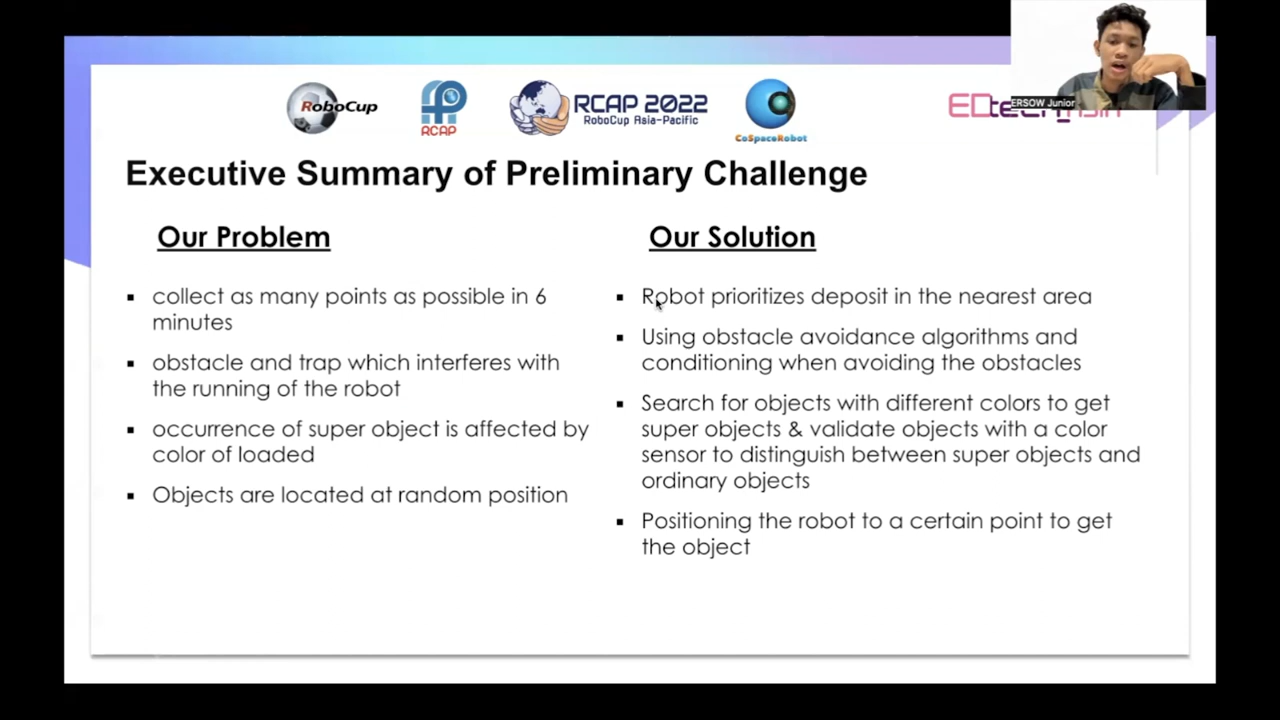 RoboCup
RCAP
RCAP 2022
RoboCup Asia-Pacific
CoSpaceRobot
ERSOW Junior
Executive Summary of Preliminary Challenge
Our Problem
▪ collect as many points as possible in 6
minutes
▪ obstacle and trap which interferes with
the running of the robot
▪ occurrence of super object is affected by
color of loaded
▪ Objects are located at random position
Our Solution
▪ Robot prioritizes deposit in the nearest area
▪ Using obstacle avoidance algorithms and
conditioning when avoiding the obstacles
▪ Search for objects with different colors to get
super objects & validate objects with a color
sensor to distinguish between super objects and
ordinary objects
▪ Positioning the robot to a certain point to get
the object